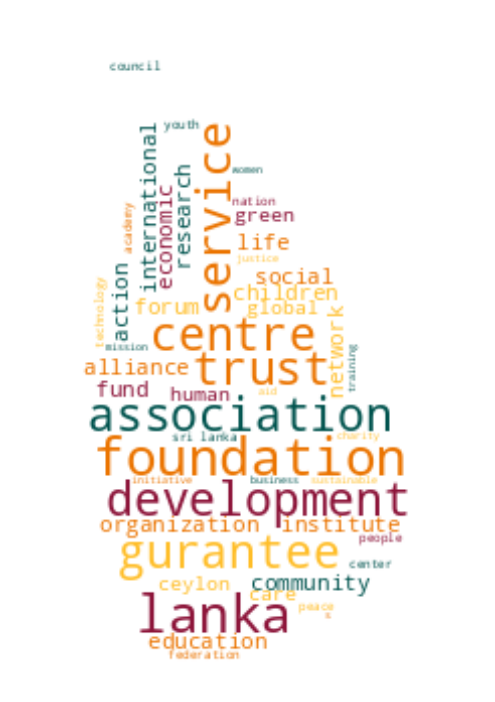 council
youth
service
international
women
research
economic
nation
academy
green
life
justice
action
social
technology
children
forum
global
network
centre
mission
training
trust
alliance
fund
human
aid
association
sri lanka
charity
foundation
initiative
business
sustainable
development
organization
institute
people
gurantee
center
ceylon
community
care
lanka
peace
s
education
federation